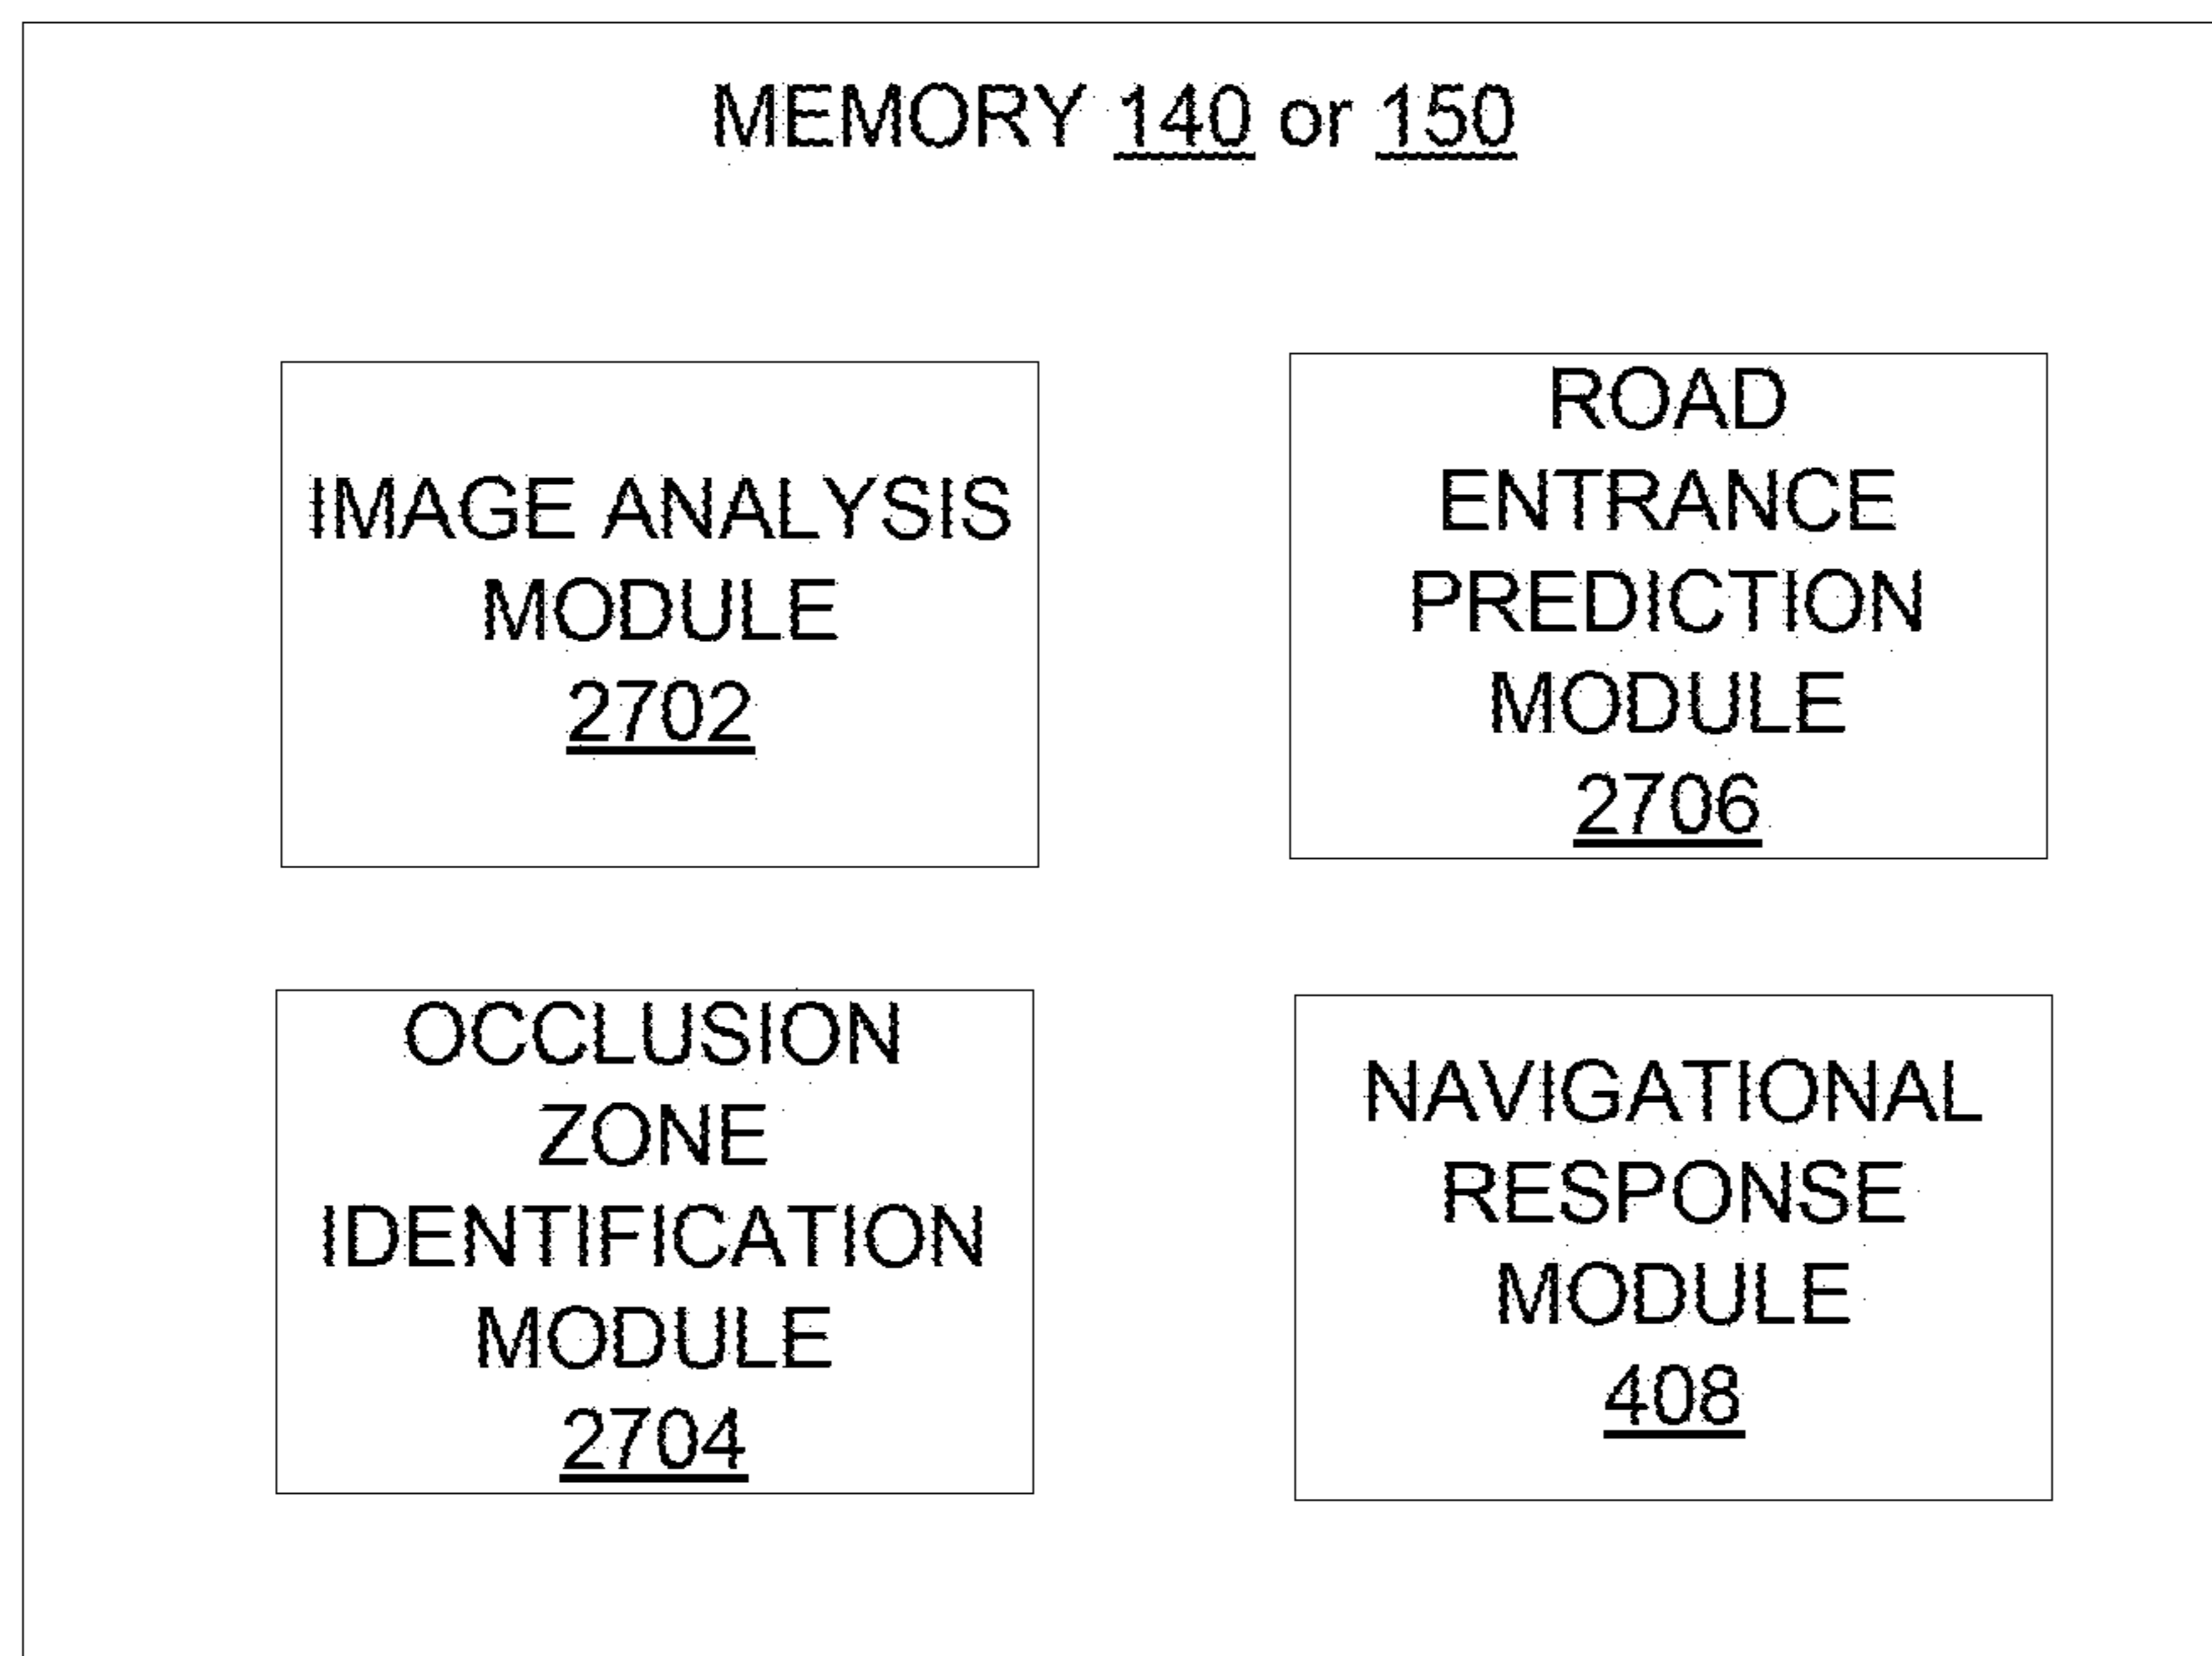 MEMORY 140 or 150
IMAGE ANALYSIS
MODULE
2702
ROAD
ENTRANCE
PREDICTION
MODULE
2706
OCCLUSION
ZONE
IDENTIFICATION
MODULE
2704
NAVIGATIONAL
RESPONSE
MODULE
408